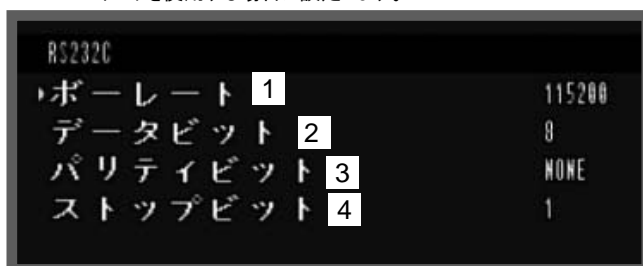 RS232C
ボーレート 1 115200
データビット 2 8
パリティビット 3 NONE
ストップビット 4 1